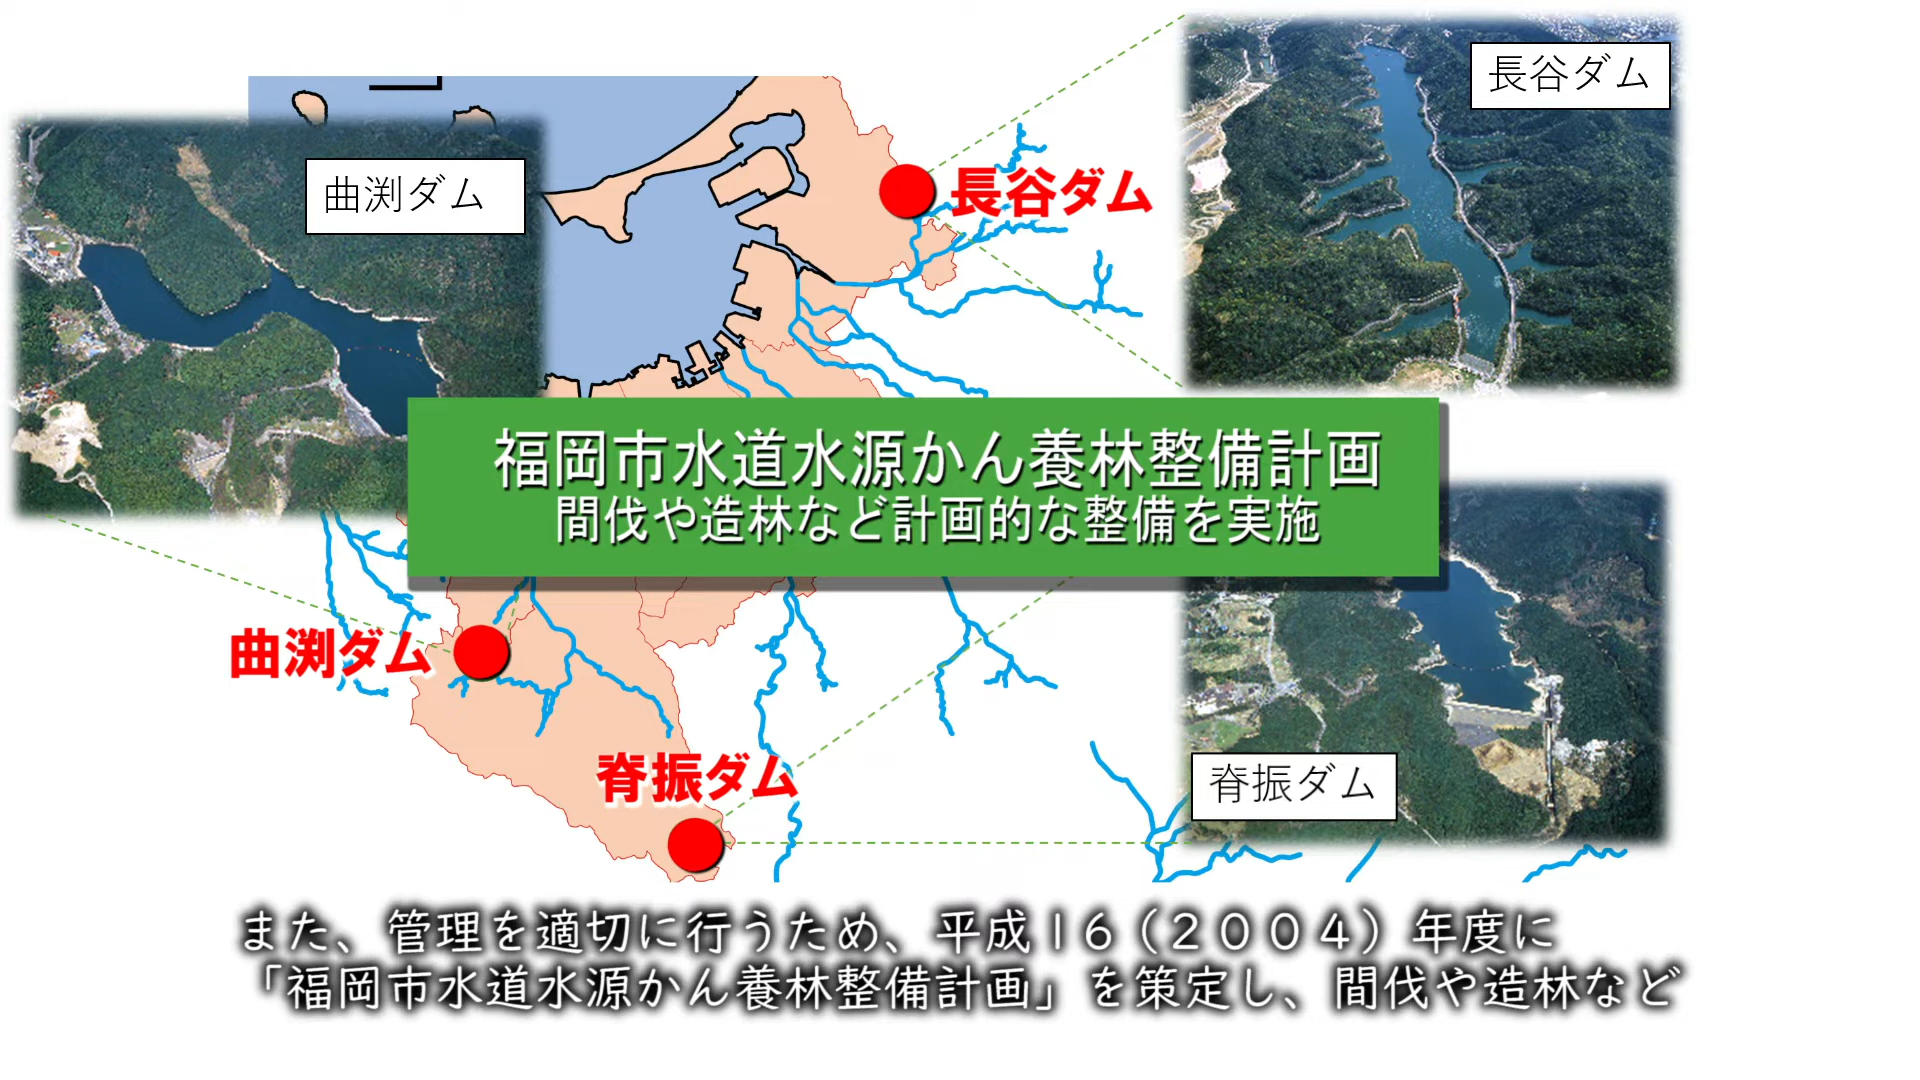 長谷ダム
曲渕ダム
長谷ダム
福岡市水道水源かん養林整備計画
間伐や造林など計画的な整備を実施
曲渕ダム
脊振ダム
脊振ダム
また、管理を適切に行うため、平成16（2004）年度に
「福岡市水道水源かん養林整備計画」を策定し、間伐や造林など